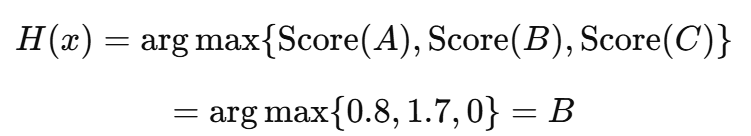 H(x) = arg max{Score(A), Score(B), Score(C)}
= arg max{0.8, 1.7, 0} = B